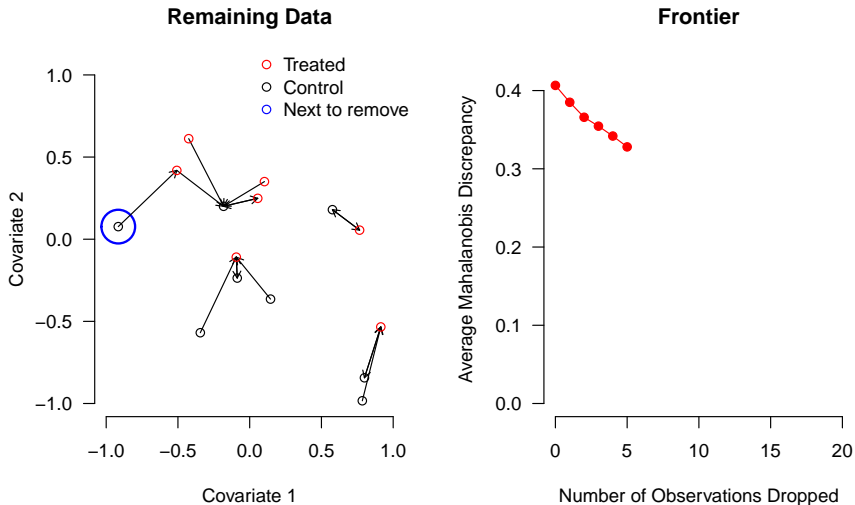 Remaining Data
Treated
Control
Next to remove
1.0
0.5
0.0
−0.5
−1.0
Covariate 2
−1.0 −0.5 0.0 0.5 1.0
Covariate 1
Frontier
0.4
0.3
0.2
0.1
0.0
Average Mahalanobis Discrepancy
0 5 10 15 20
Number of Observations Dropped